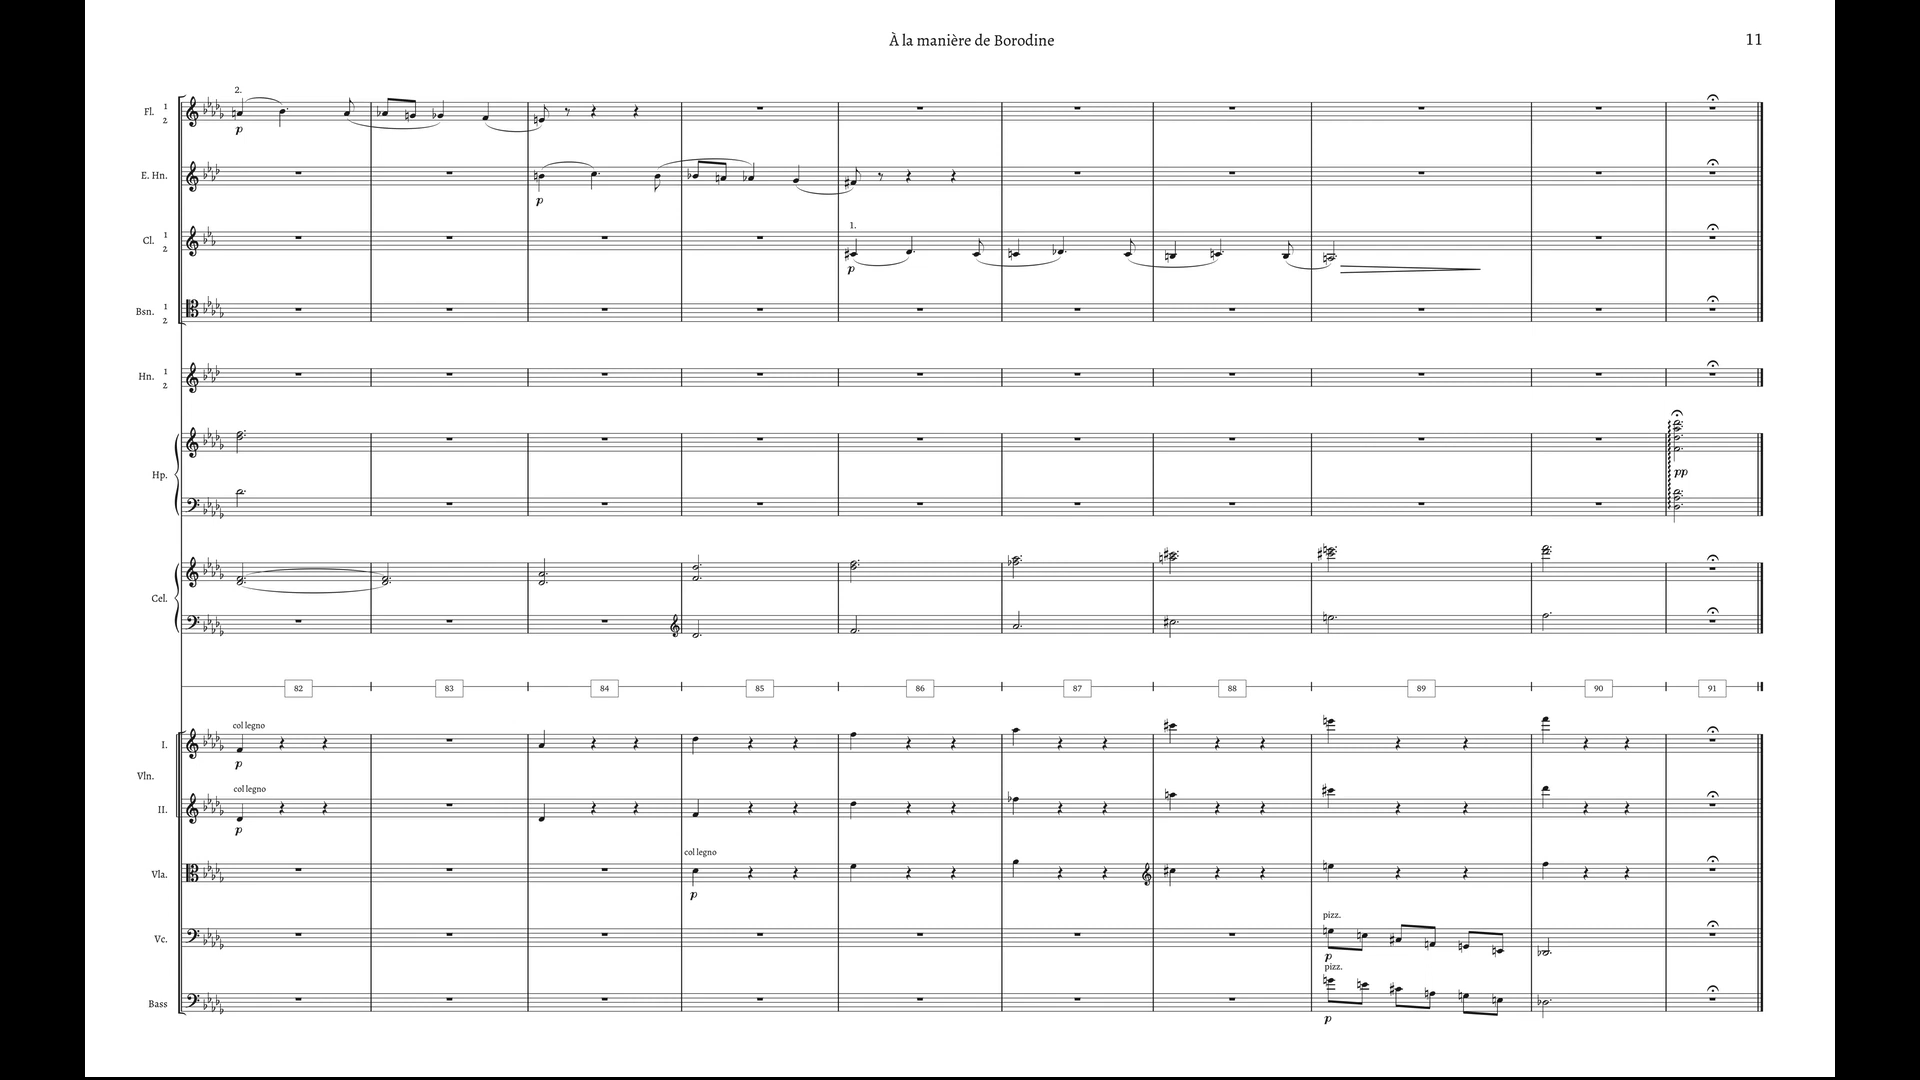 À la manière de Borodine
11
2.
Fl. 1
2
p
E. Hn.
p
1.
Cl. 1
2
p
Bsn. 1
2
Hn. 1
2
Hp.
pp
Cel.
82 83 84 85 86 87 88 89 90 91
col legno
I.
p
Vln.
col legno
II.
p
col legno
Vla.
p
pizz.
Vc.
p
pizz.
Bass
p